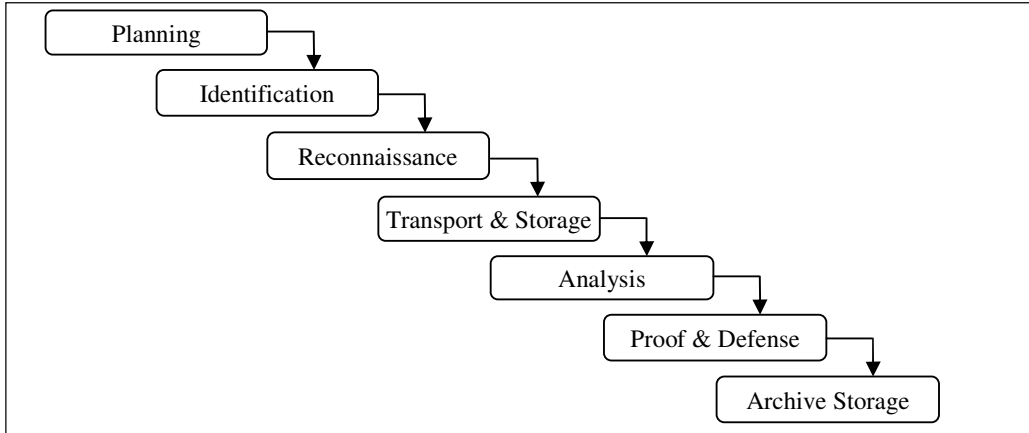 Planning
Identification
Reconnaissance
Transport & Storage
Analysis
Proof & Defense
Archive Storage